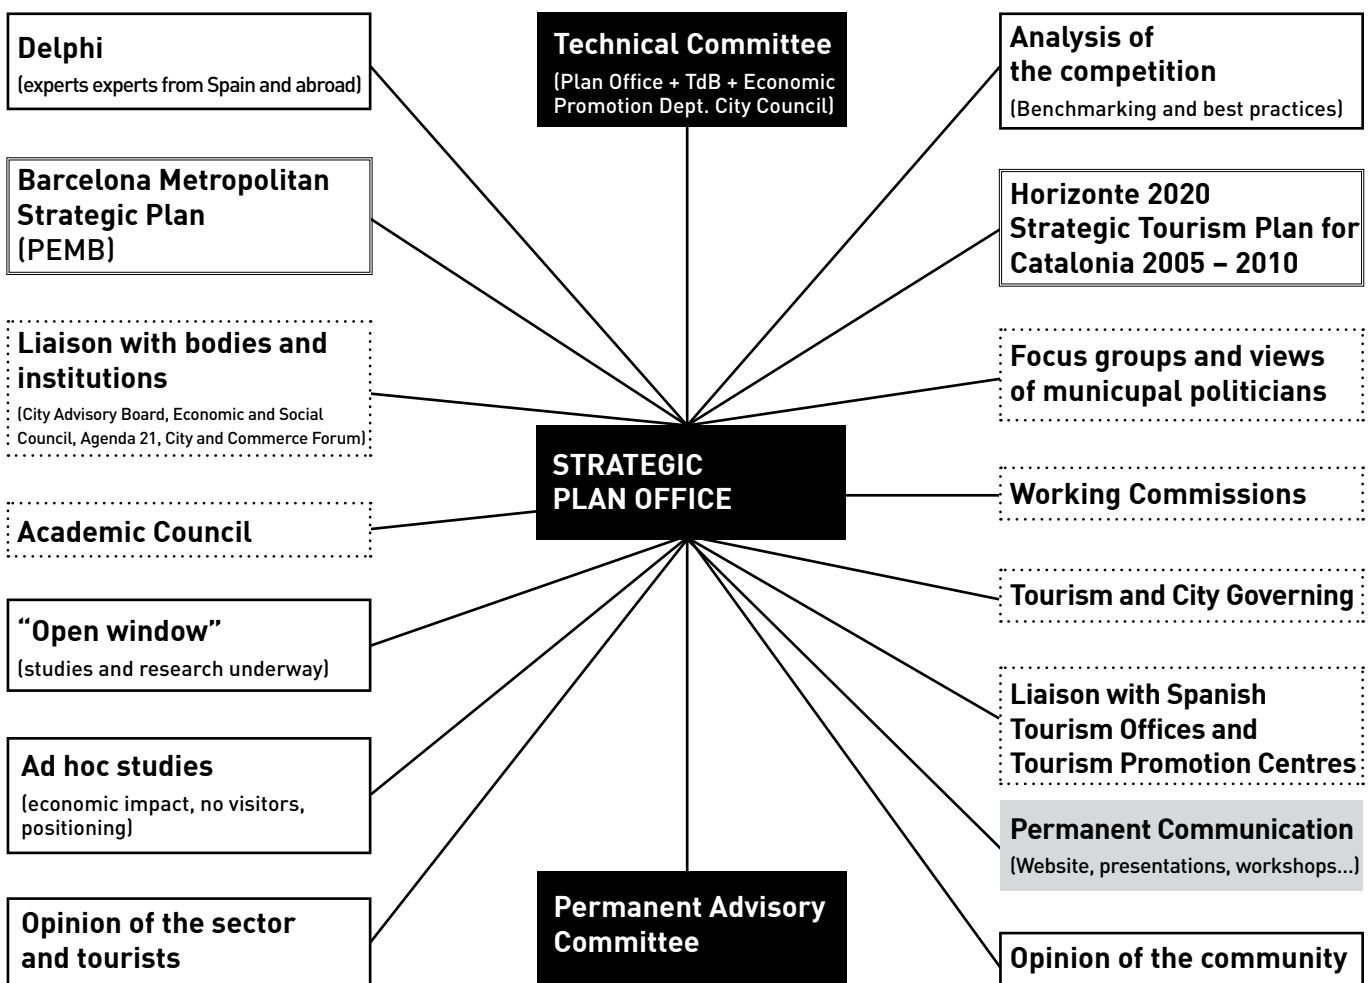 Delphi
(experts experts from Spain and abroad)
Barcelona Metropolitan
Strategic Plan
(PEMB)
Liaison with bodies and
institutions
(City Advisory Board, Economic and Social
Council, Agenda 21, City and Commerce Forum)
Academic Council
“Open window”
(studies and research underway)
Ad hoc studies
(economic impact, no visitors,
positioning)
Opinion of the sector
and tourists
Technical Committee
(Plan Office + TdB + Economic
Promotion Dept. City Council)
STRATEGIC
PLAN OFFICE
Permanent Advisory
Committee
Analysis of
the competition
(Benchmarking and best practices)
Horizonte 2020
Strategic Tourism Plan for
Catalonia 2005 – 2010
Focus groups and views
of municupal politicians
Working Commissions
Tourism and City Governing
Liaison with Spanish
Tourism Offices and
Tourism Promotion Centres
Permanent Communication
(Website, presentations, workshops...)
Opinion of the community